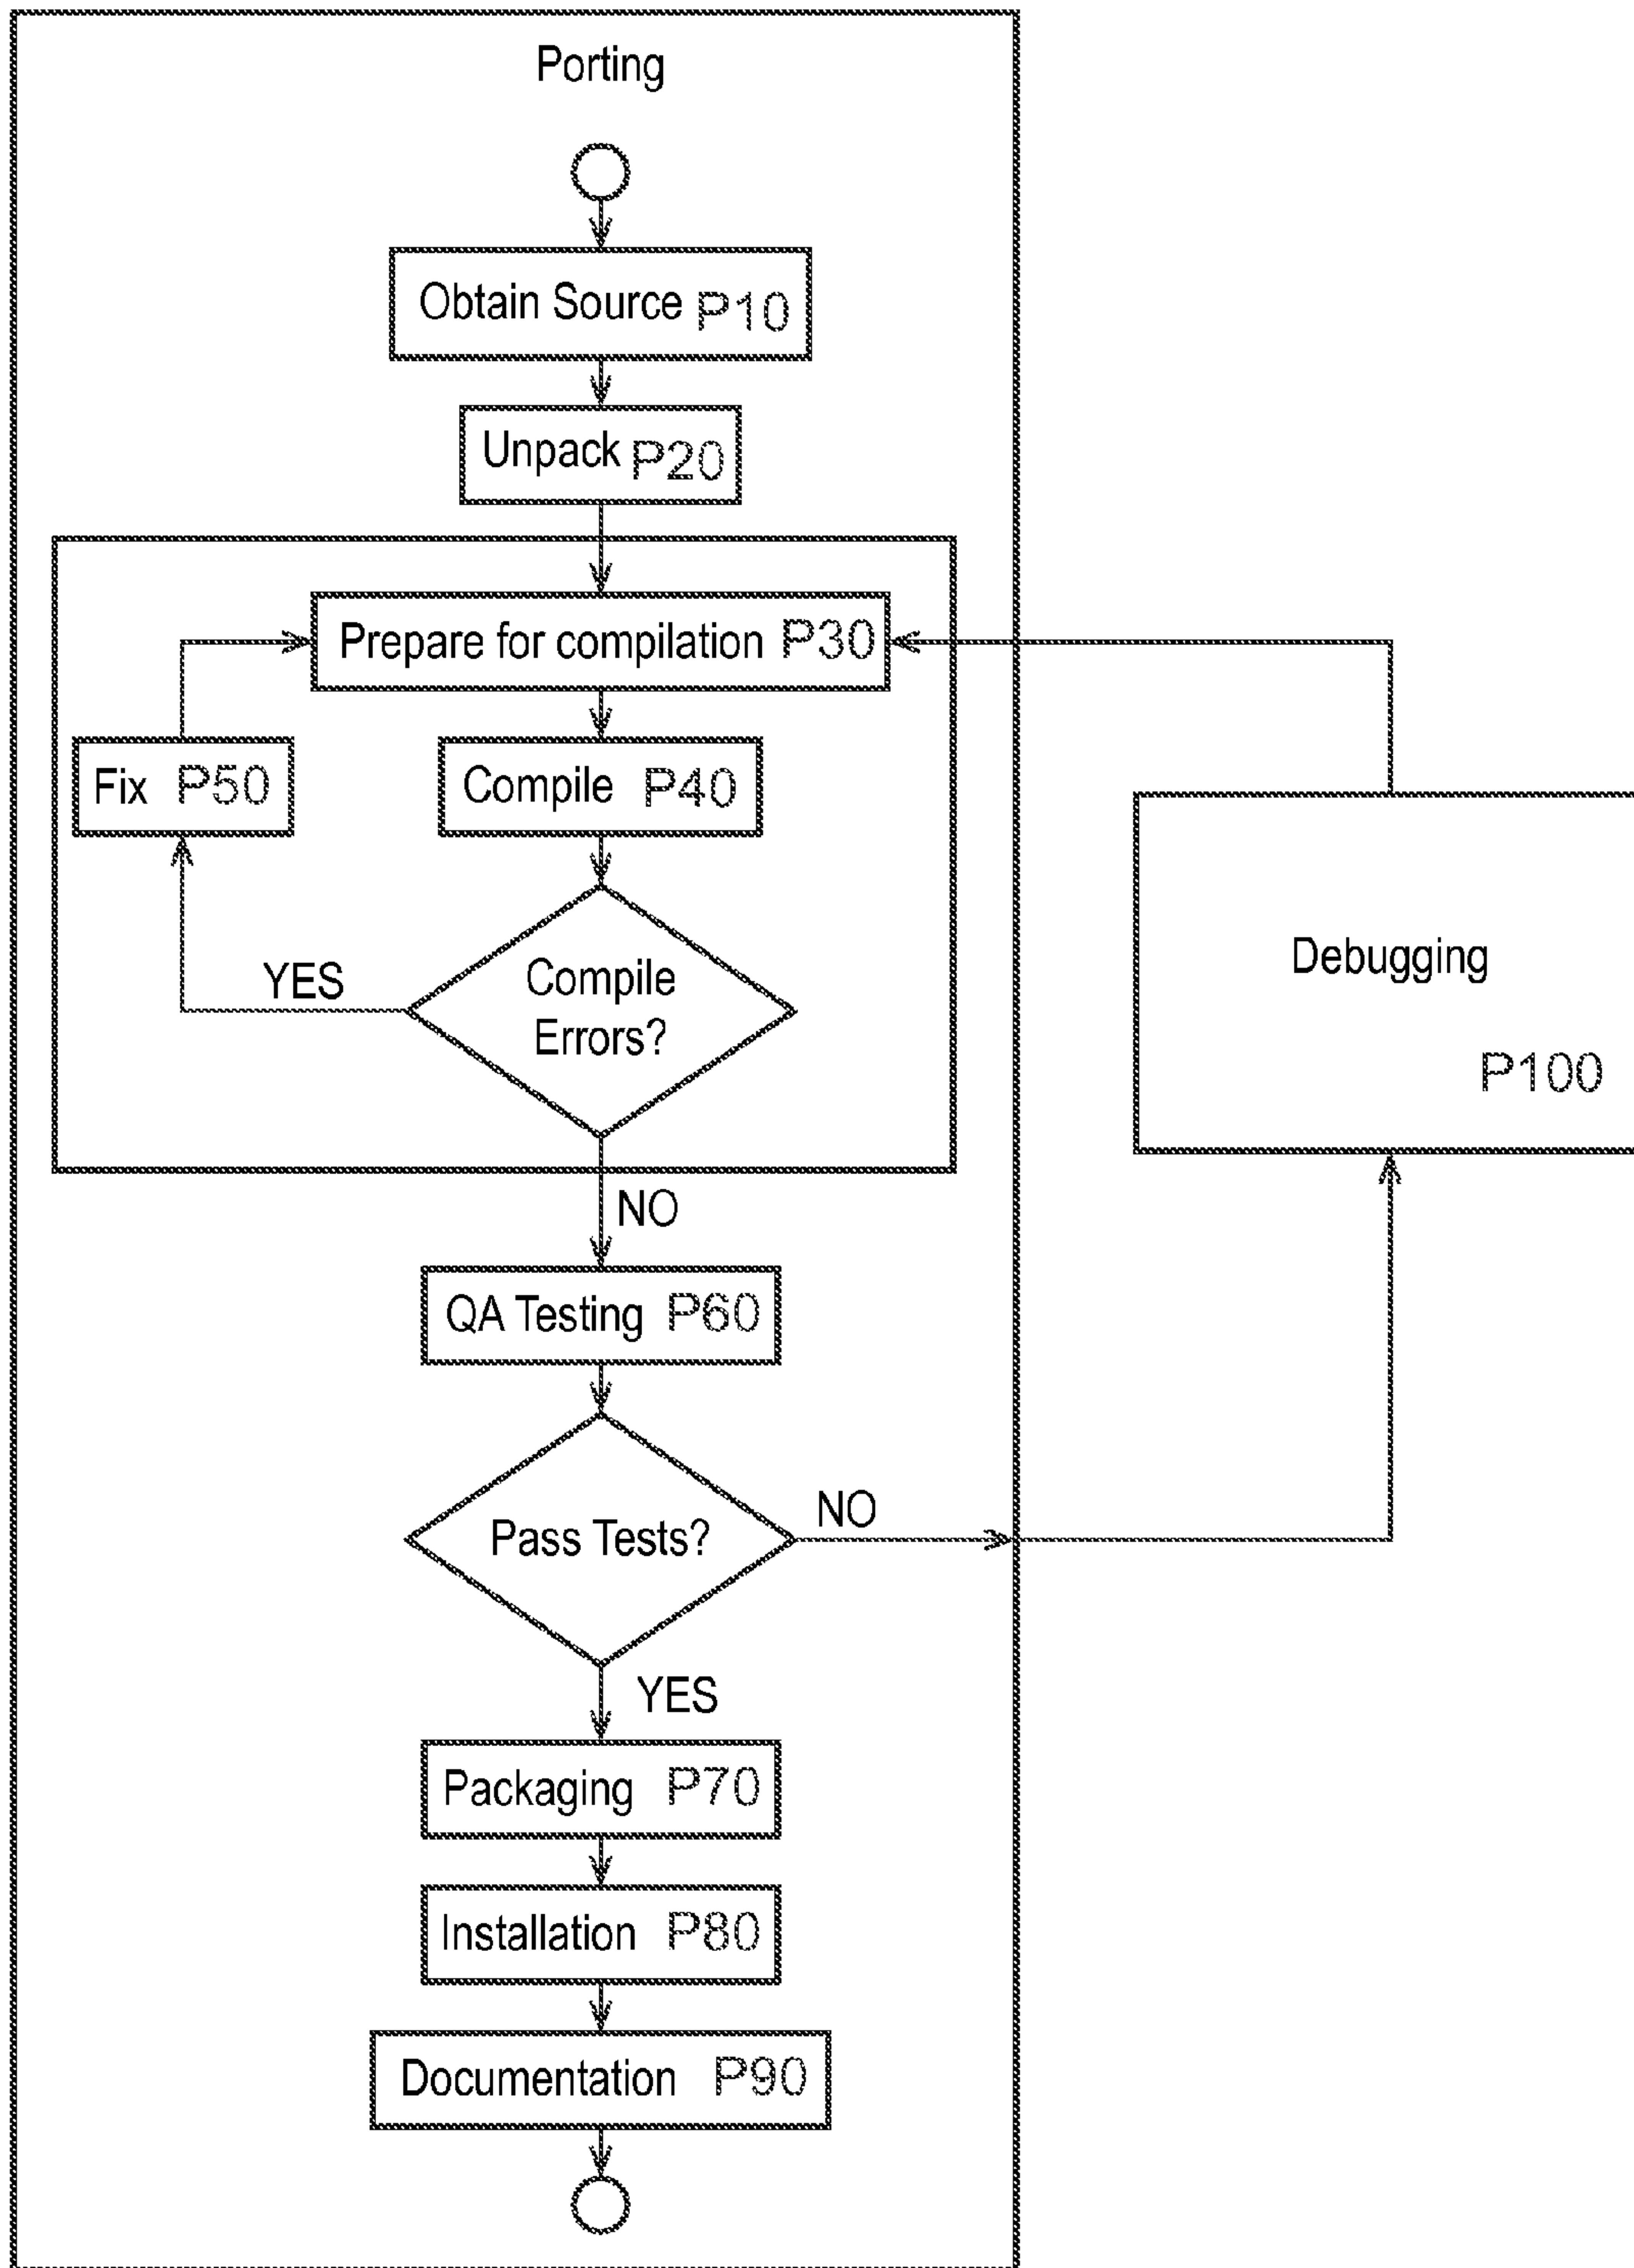 Porting
Obtain Source P10
Unpack P20
Prepare for compilation P30
Fix P50
Compile P40
YES
Compile
Errors?
Debugging
P100
NO
QA Testing P60
Pass Tests?
NO
YES
Packaging P70
Installation P80
Documentation P90